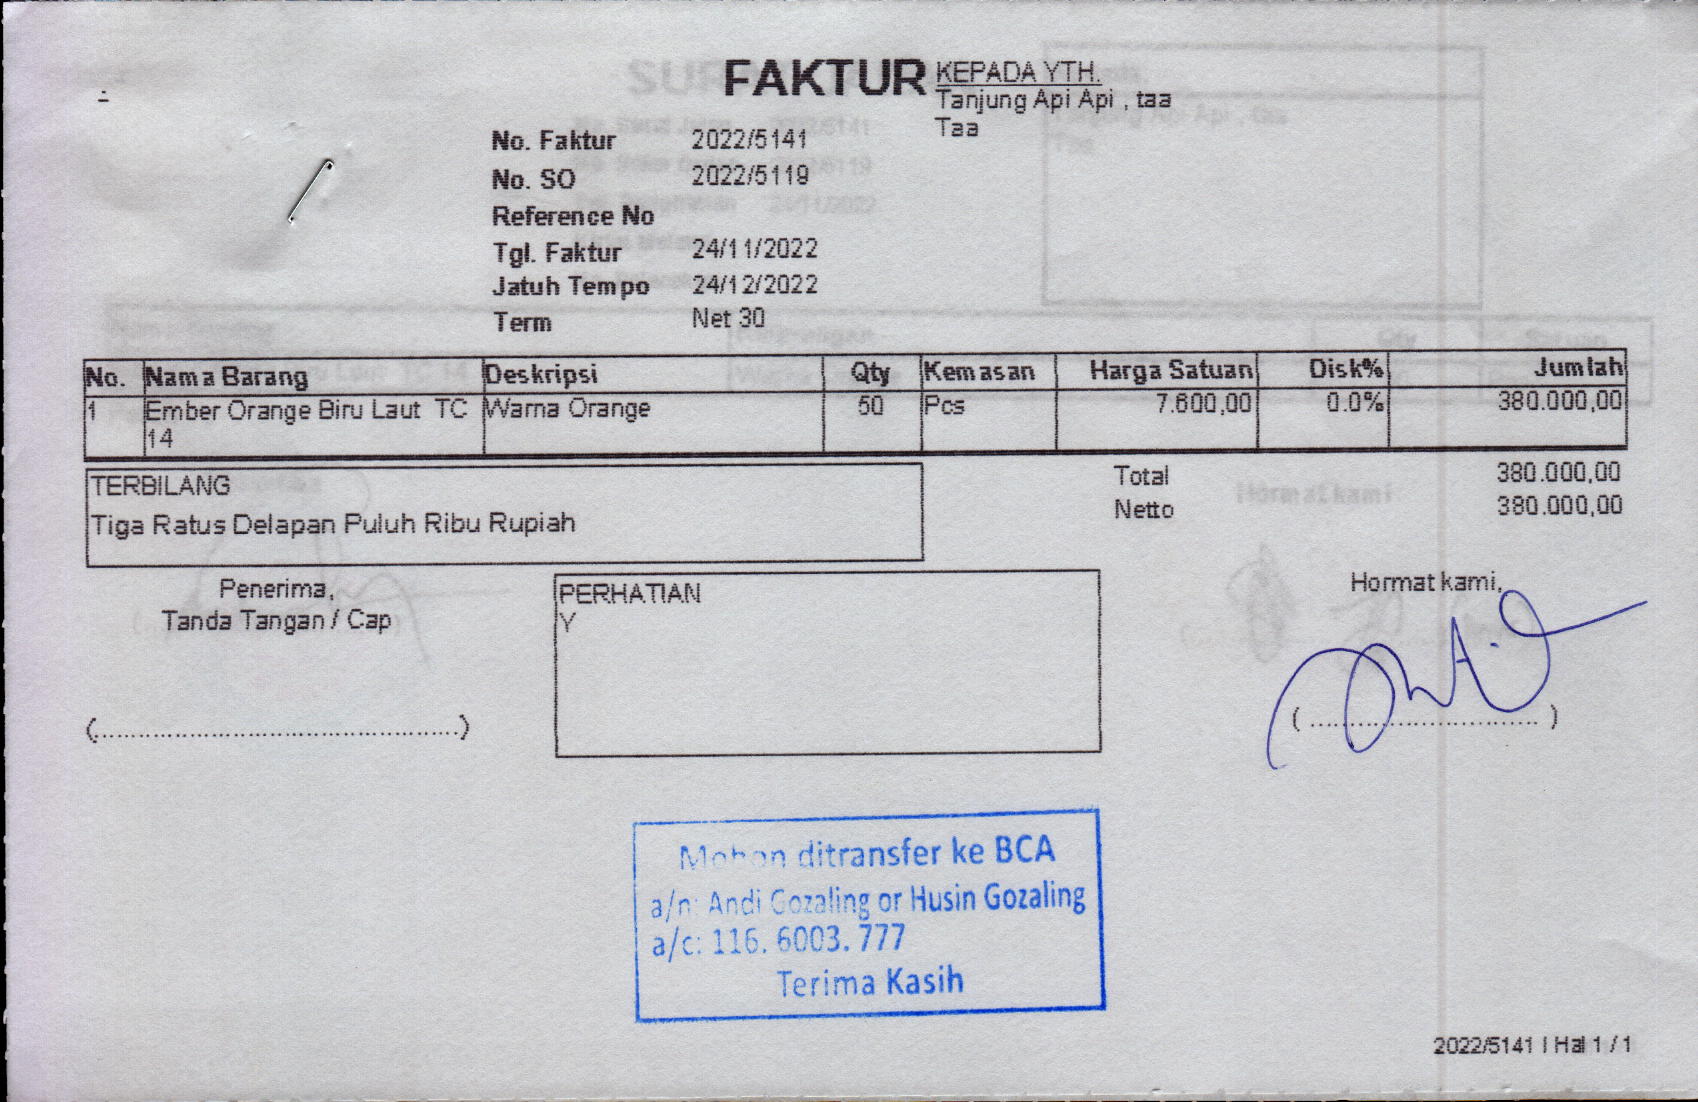 FAKTUR
KEPADA YTH.
Tanjung Api Api , taa
Taa
No. Faktur 2022/5141
No. SO 2022/5119
Reference No
Tgl. Faktur 24/11/2022
Jatuh Tempo 24/12/2022
Term Net 30
No. Nama Barang Deskripsi Qty Kemasan Harga Satuan Disk% Jumlah
1 Ember Orange Biru Laut TC Warna Orange 50 Pcs 7.600,00 0.0% 380.000,00
14
TERBILANG
Tiga Ratus Delapan Puluh Ribu Rupiah
Total 380.000,00
Netto 380.000,00
Penerima,
Tanda Tangan / Cap
(..............................................)
PERHATIAN
Y
Hormat kami,
( .............................. )
Mohon ditransfer ke BCA
a/n: Andi Gozaling or Husin Gozaling
a/c: 116. 6003. 777
Terima Kasih
2022/5141 I Hal 1 / 1